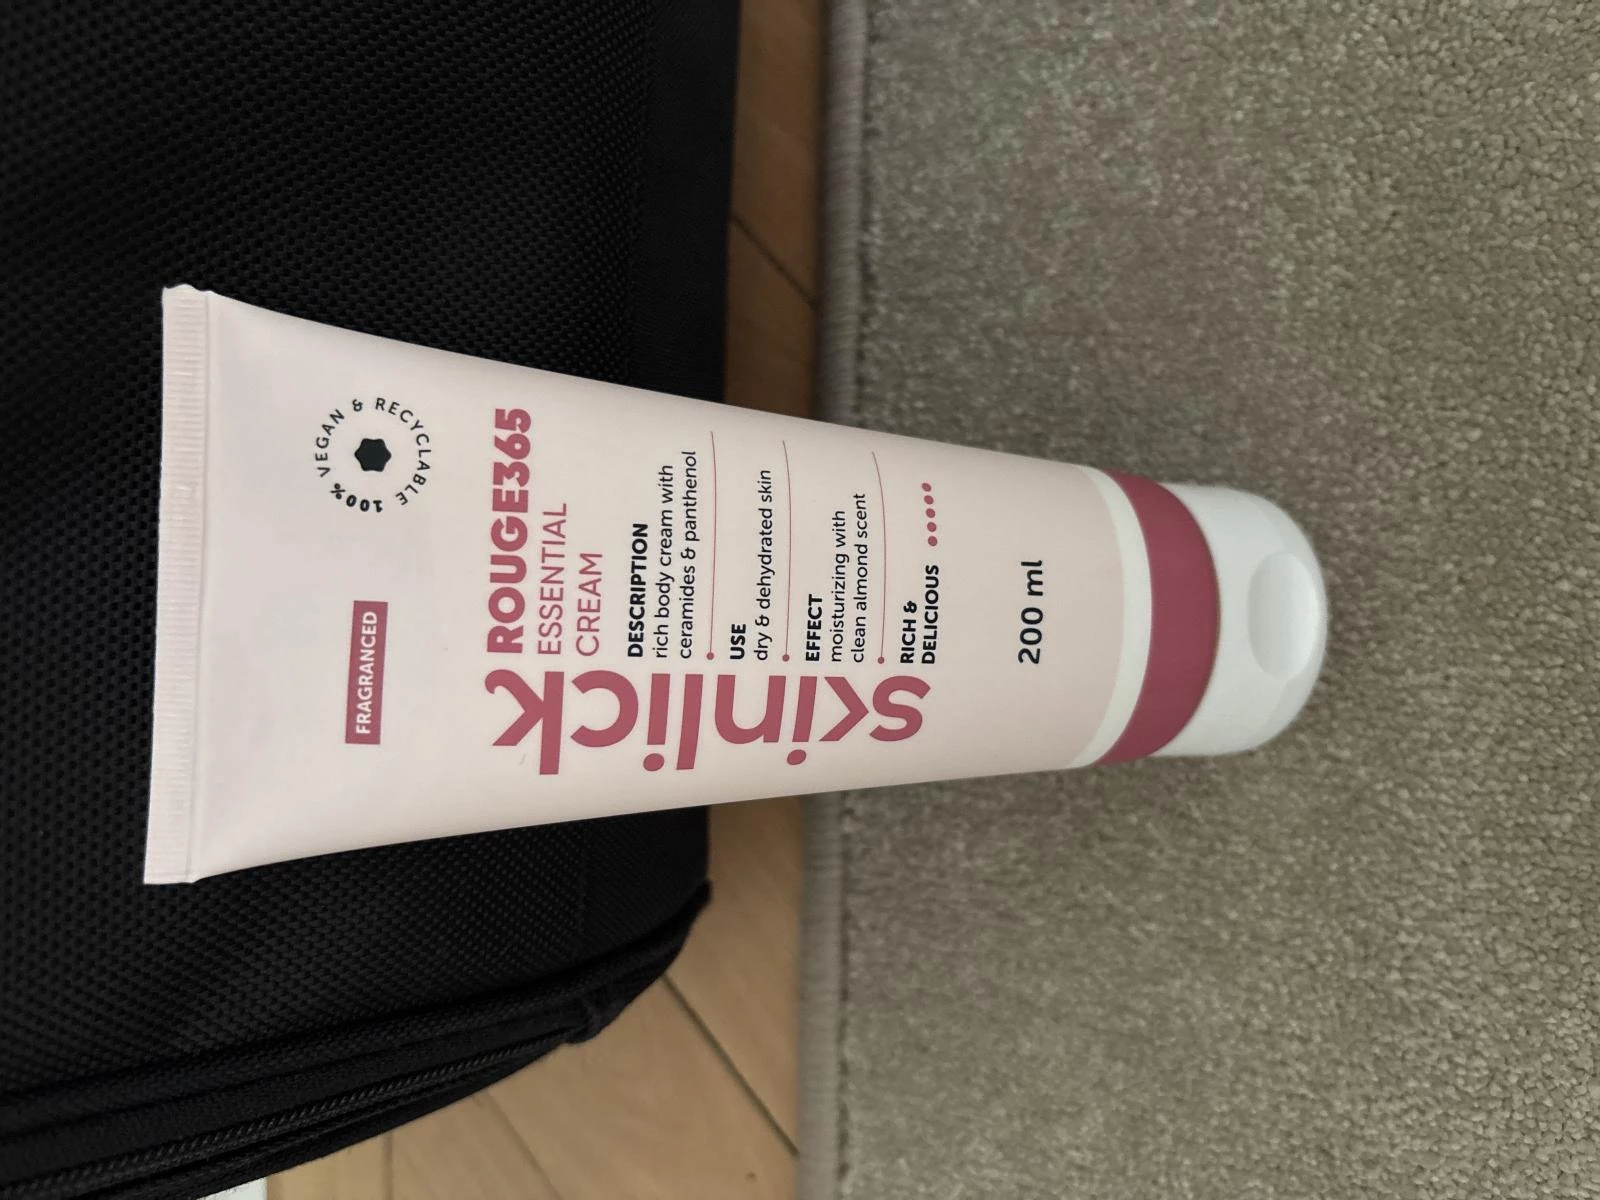 FRAGRANCED
100% VEGAN & RECYCLABLE
skinlick
ROUGE365
ESSENTIAL
CREAM
DESCRIPTION
rich body cream with
ceramides & panthenol
USE
dry & dehydrated skin
EFFECT
moisturizing with
clean almond scent
RICH &
DELICIOUS
200 ml